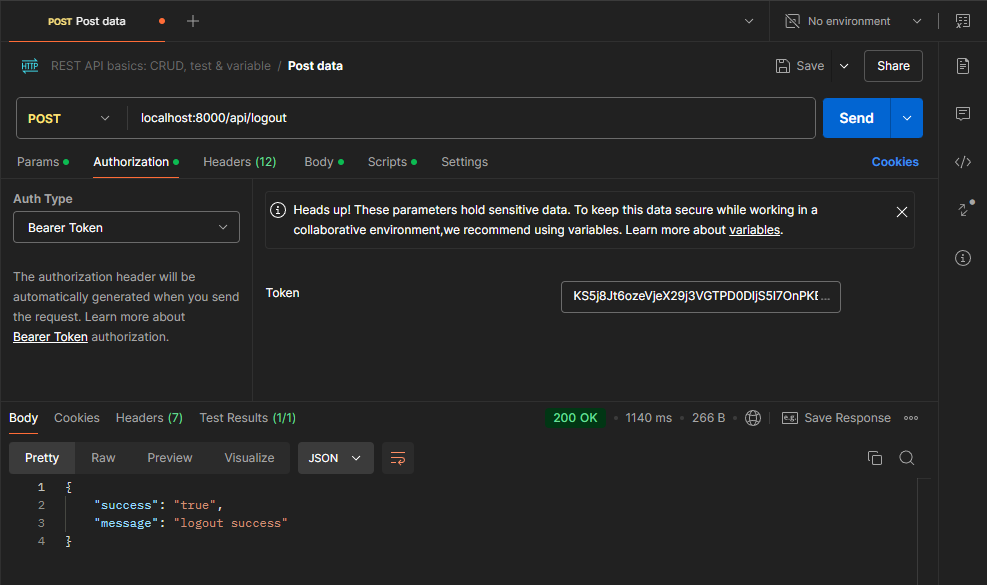 POST Post data
No environment
HTTP REST API basics: CRUD, test & variable / Post data
Save
Share
POST
localhost:8000/api/logout
Send
Params
Authorization
Headers (12)
Body
Scripts
Settings
Cookies
Auth Type
Bearer Token
The authorization header will be
automatically generated when you send
the request. Learn more about
Bearer Token authorization.
Heads up! These parameters hold sensitive data. To keep this data secure while working in a
collaborative environment,we recommend using variables. Learn more about variables.
Token
Body
Cookies
Headers (7)
Test Results (1/1)
200 OK
1140 ms
266 B
e.g.
Save Response
Pretty
Raw
Preview
Visualize
JSON
1 {
2 "success": "true",
3 "message": "logout success"
4 }